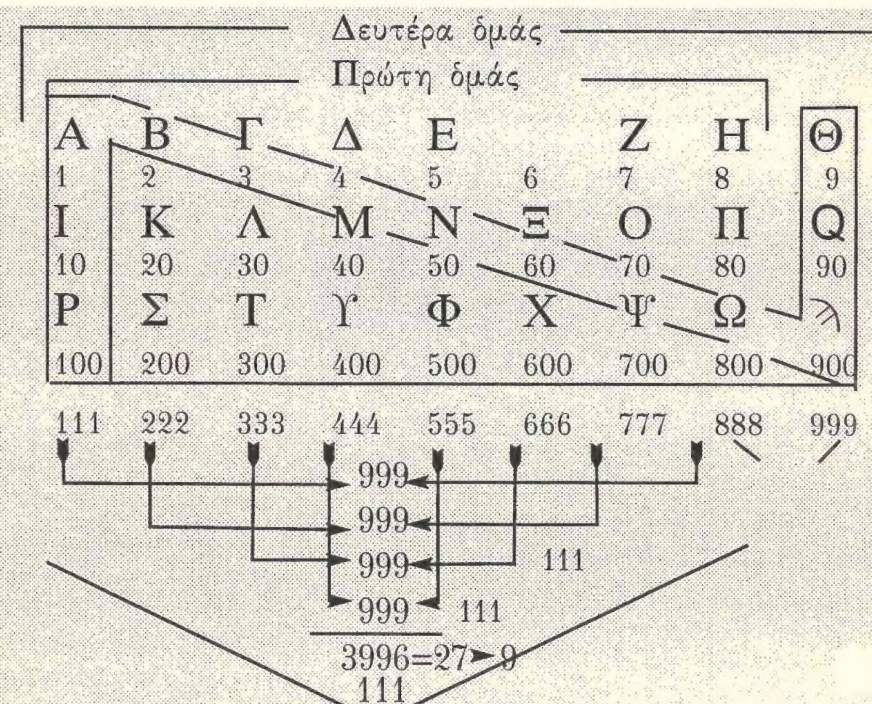 Δευτέρα δμάς
Πρώτη δμάς
Α Β Γ Δ Ε Ζ Η Θ
1 2 3 4 5 6 7 8 9
Ι Κ Λ Μ Ν Ξ Ο Π Q
10 20 30 40 50 60 70 80 90
Ρ Σ Τ ϒ Φ Χ Ψ Ω ϡ
100 200 300 400 500 600 700 800 900
111 222 333 444 555 666 777 888 999
999
999
999 111
999 111
3996=27➤9
111